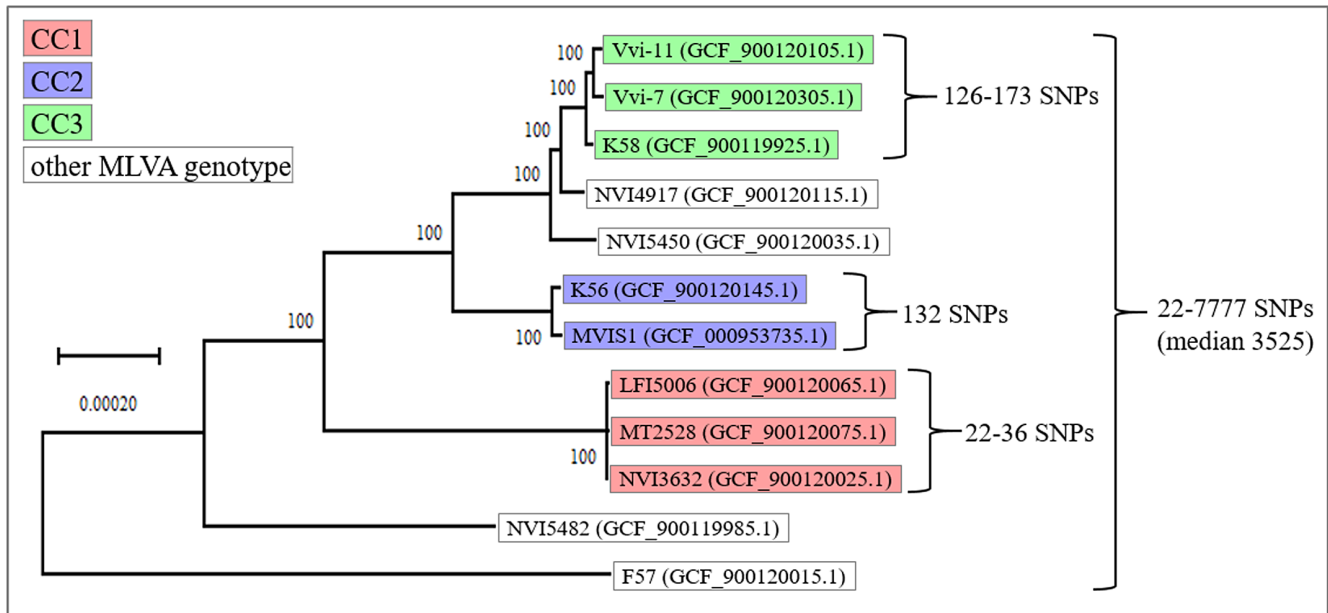 CC1
CC2
CC3
other MLVA genotype
0.00020
100
100
100
100
100
100
100
100
Vvi-11 (GCF_900120105.1)
Vvi-7 (GCF_900120305.1)
K58 (GCF_900119925.1)
NVI4917 (GCF_900120115.1)
NVI5450 (GCF_900120035.1)
K56 (GCF_900120145.1)
MVIS1 (GCF_000953735.1)
LFI5006 (GCF_900120065.1)
MT2528 (GCF_900120075.1)
NVI3632 (GCF_900120025.1)
NVI5482 (GCF_900119985.1)
F57 (GCF_900120015.1)
126-173 SNPs
132 SNPs
22-36 SNPs
22-7777 SNPs
(median 3525)